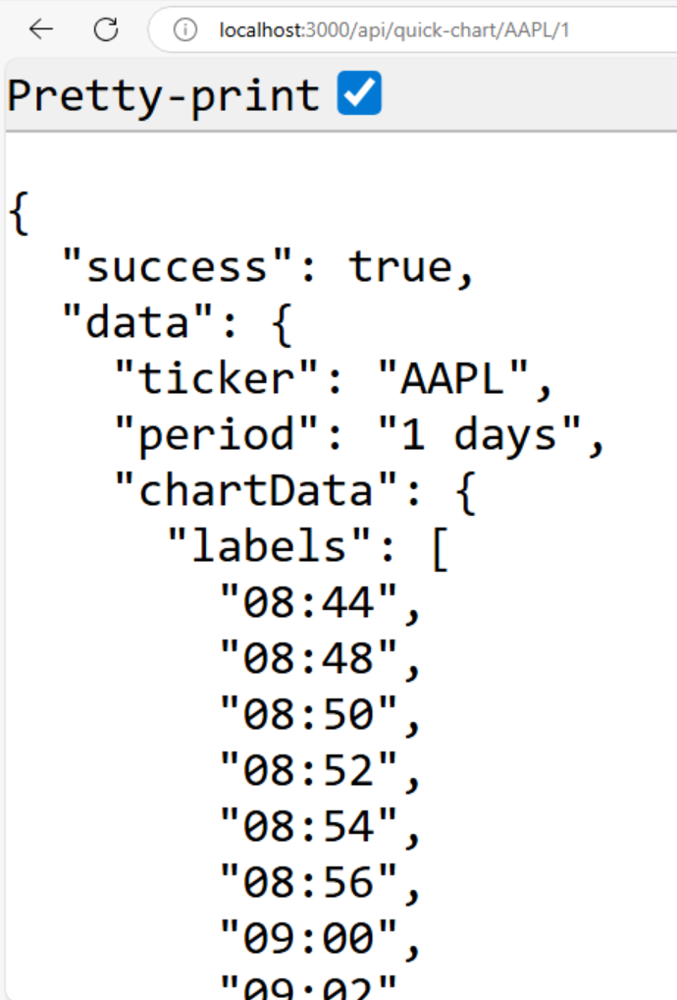 localhost:3000/api/quick-chart/AAPL/1
Pretty-print
{
"success": true,
"data": {
"ticker": "AAPL",
"period": "1 days",
"chartData": {
"labels": [
"08:44",
"08:48",
"08:50",
"08:52",
"08:54",
"08:56",
"09:00",
"09:02"